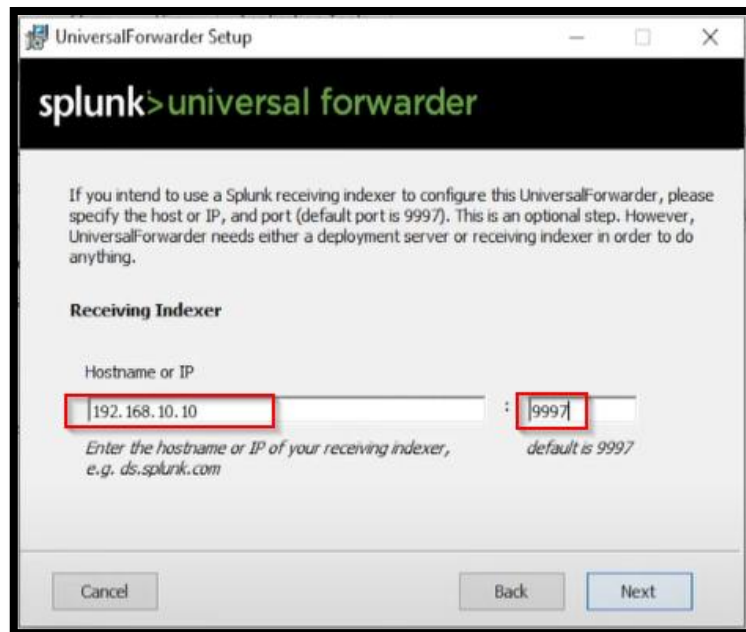 UniversalForwarder Setup
splunk>universal forwarder
If you intend to use a Splunk receiving indexer to configure this UniversalForwarder, please
specify the host or IP, and port (default port is 9997). This is an optional step. However,
UniversalForwarder needs either a deployment server or receiving indexer in order to do
anything.
Receiving Indexer
Hostname or IP
192.168.10.10 : 9997
Enter the hostname or IP of your receiving indexer, default is 9997
e.g. ds.splunk.com
Cancel Back Next